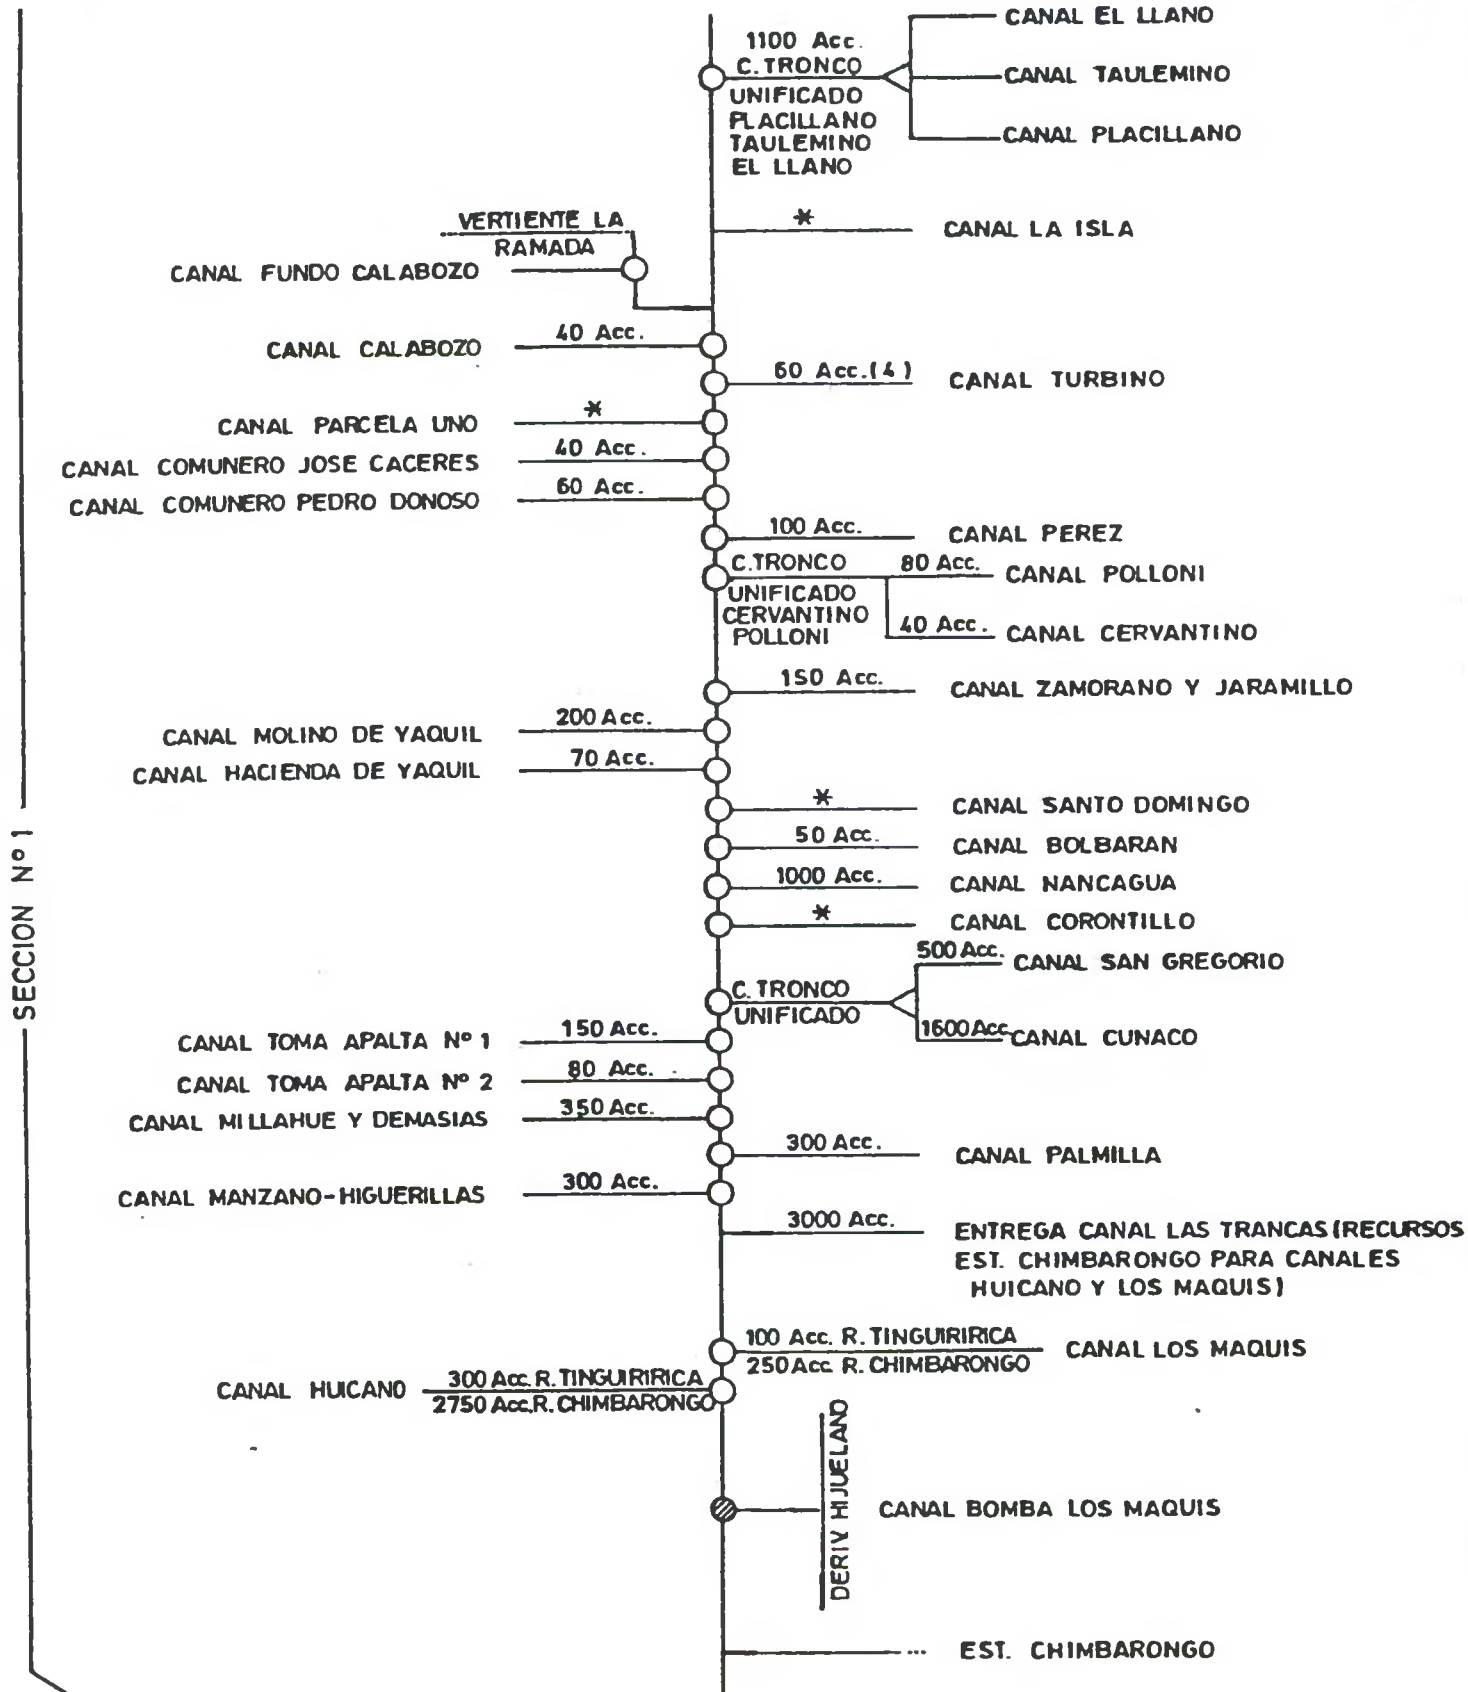 CANAL EL LLANO
1100 Acc.
C. TRONCO
CANAL TAULEMINO
UNIFICADO
PLACILLANO
CANAL PLACILLANO
TAULEMINO
EL LLANO
VERTIENTE LA
RAMADA
*
CANAL LA ISLA
CANAL FUNDO CALABOZO
CANAL CALABOZO
40 Acc.
60 Acc.(4)
CANAL TURBINO
CANAL PARCELA UNO
*
CANAL COMUNERO JOSE CACERES
40 Acc.
CANAL COMUNERO PEDRO DONOSO
60 Acc.
100 Acc.
CANAL PEREZ
C.TRONCO
80 Acc.
CANAL POLLONI
UNIFICADO
CERVANTINO
POLLONI
40 Acc.
CANAL CERVANTINO
150 Acc.
CANAL ZAMORANO Y JARAMILLO
CANAL MOLINO DE YAQUIL
200 Acc.
CANAL HACIENDA DE YAQUIL
70 Acc.
*
CANAL SANTO DOMINGO
50 Acc.
CANAL BOLBARAN
1000 Acc.
CANAL NANCAGUA
*
CANAL CORONTILLO
SECCION Nº 1
500 Acc.
CANAL SAN GREGORIO
C. TRONCO
UNIFICADO
1600 Acc.
CANAL CUNACO
CANAL TOMA APALTA Nº 1
150 Acc.
CANAL TOMA APALTA Nº 2
80 Acc.
CANAL MILLAHUE Y DEMASIAS
350 Acc.
300 Acc.
CANAL PALMILLA
CANAL MANZANO-HIGUERILLAS
300 Acc.
3000 Acc.
ENTREGA CANAL LAS TRANCAS (RECURSOS
EST. CHIMBARONGO PARA CANALES
HUICANO Y LOS MAQUIS)
100 Acc. R. TINGUIRIRICA
250 Acc R. CHIMBARONGO
CANAL LOS MAQUIS
CANAL HUICANO
300 Acc. R. TINGUIRIRICA
2750 Acc. R. CHIMBARONGO
DERIV. HIJUELANO
CANAL BOMBA LOS MAQUIS
... EST. CHIMBARONGO